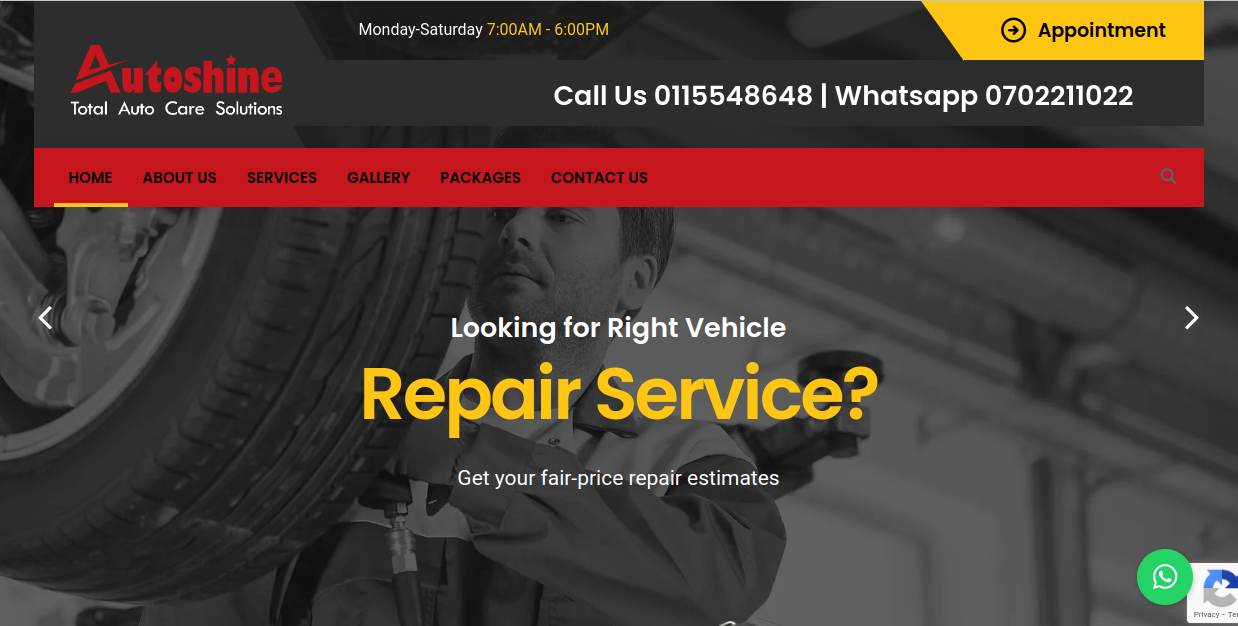 Monday-Saturday 7:00AM - 6:00PM
Appointment
Autoshine
Total Auto Care Solutions
Call Us 0115548648 | Whatsapp 0702211022
HOME ABOUT US SERVICES GALLERY PACKAGES CONTACT US
Looking for Right Vehicle
Repair Service?
Get your fair-price repair estimates
Privacy -